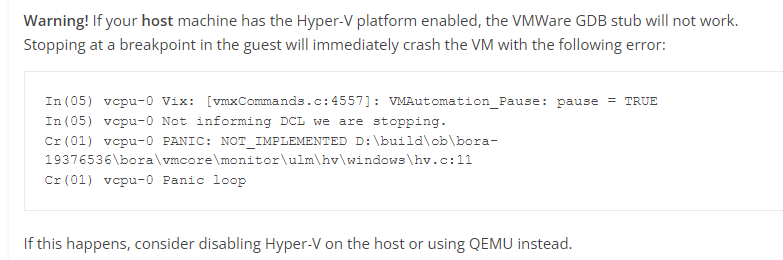 Warning! If your host machine has the Hyper-V platform enabled, the VMWare GDB stub will not work.
Stopping at a breakpoint in the guest will immediately crash the VM with the following error:
In(05) vcpu-0 Vix: [vmxCommands.c:4557]: VMAutomation_Pause: pause = TRUE
In(05) vcpu-0 Not informing DCL we are stopping.
Cr(01) vcpu-0 PANIC: NOT_IMPLEMENTED D:\build\ob\bora-
19376536\bora\vmcore\monitor\ulm\hv\windows\hv.c:11
Cr(01) vcpu-0 Panic loop
If this happens, consider disabling Hyper-V on the host or using QEMU instead.